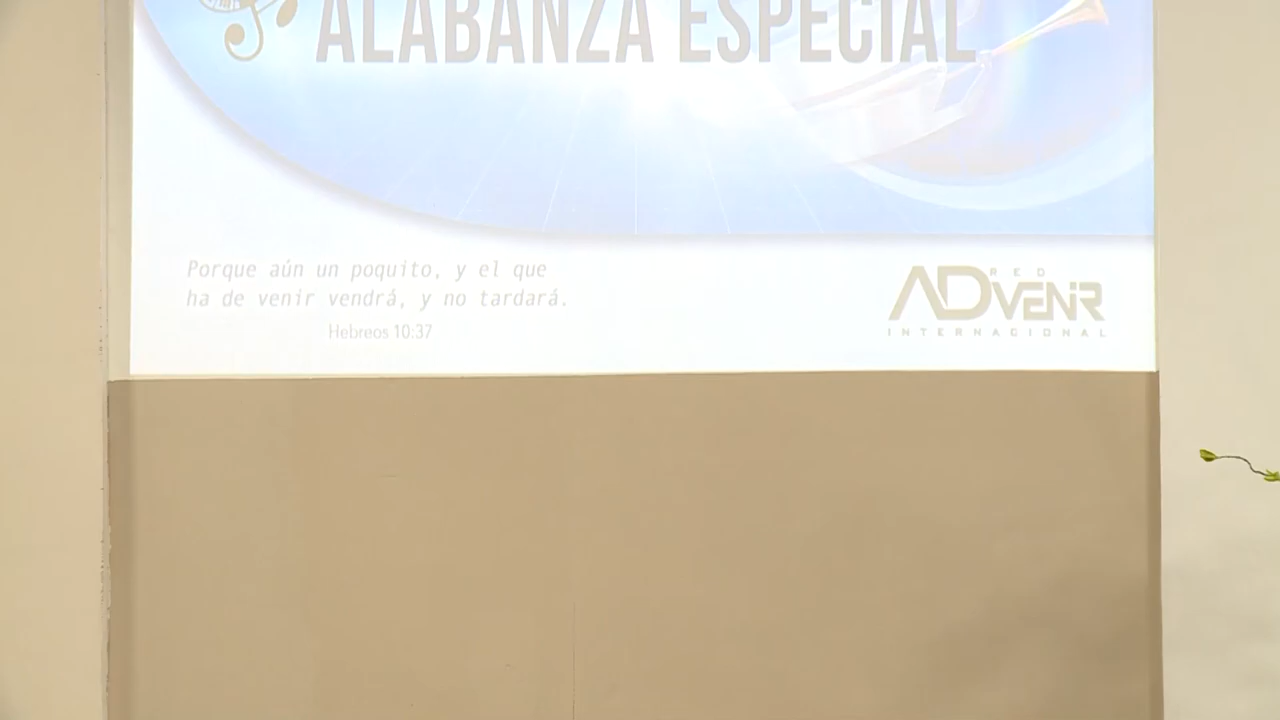 ALABANZA ESPECIAL
Porque aún un poquito, y el que
ha de venir vendrá, y no tardará.
Hebreos 10:37
RED
ADVENIR
INTERNACIONAL